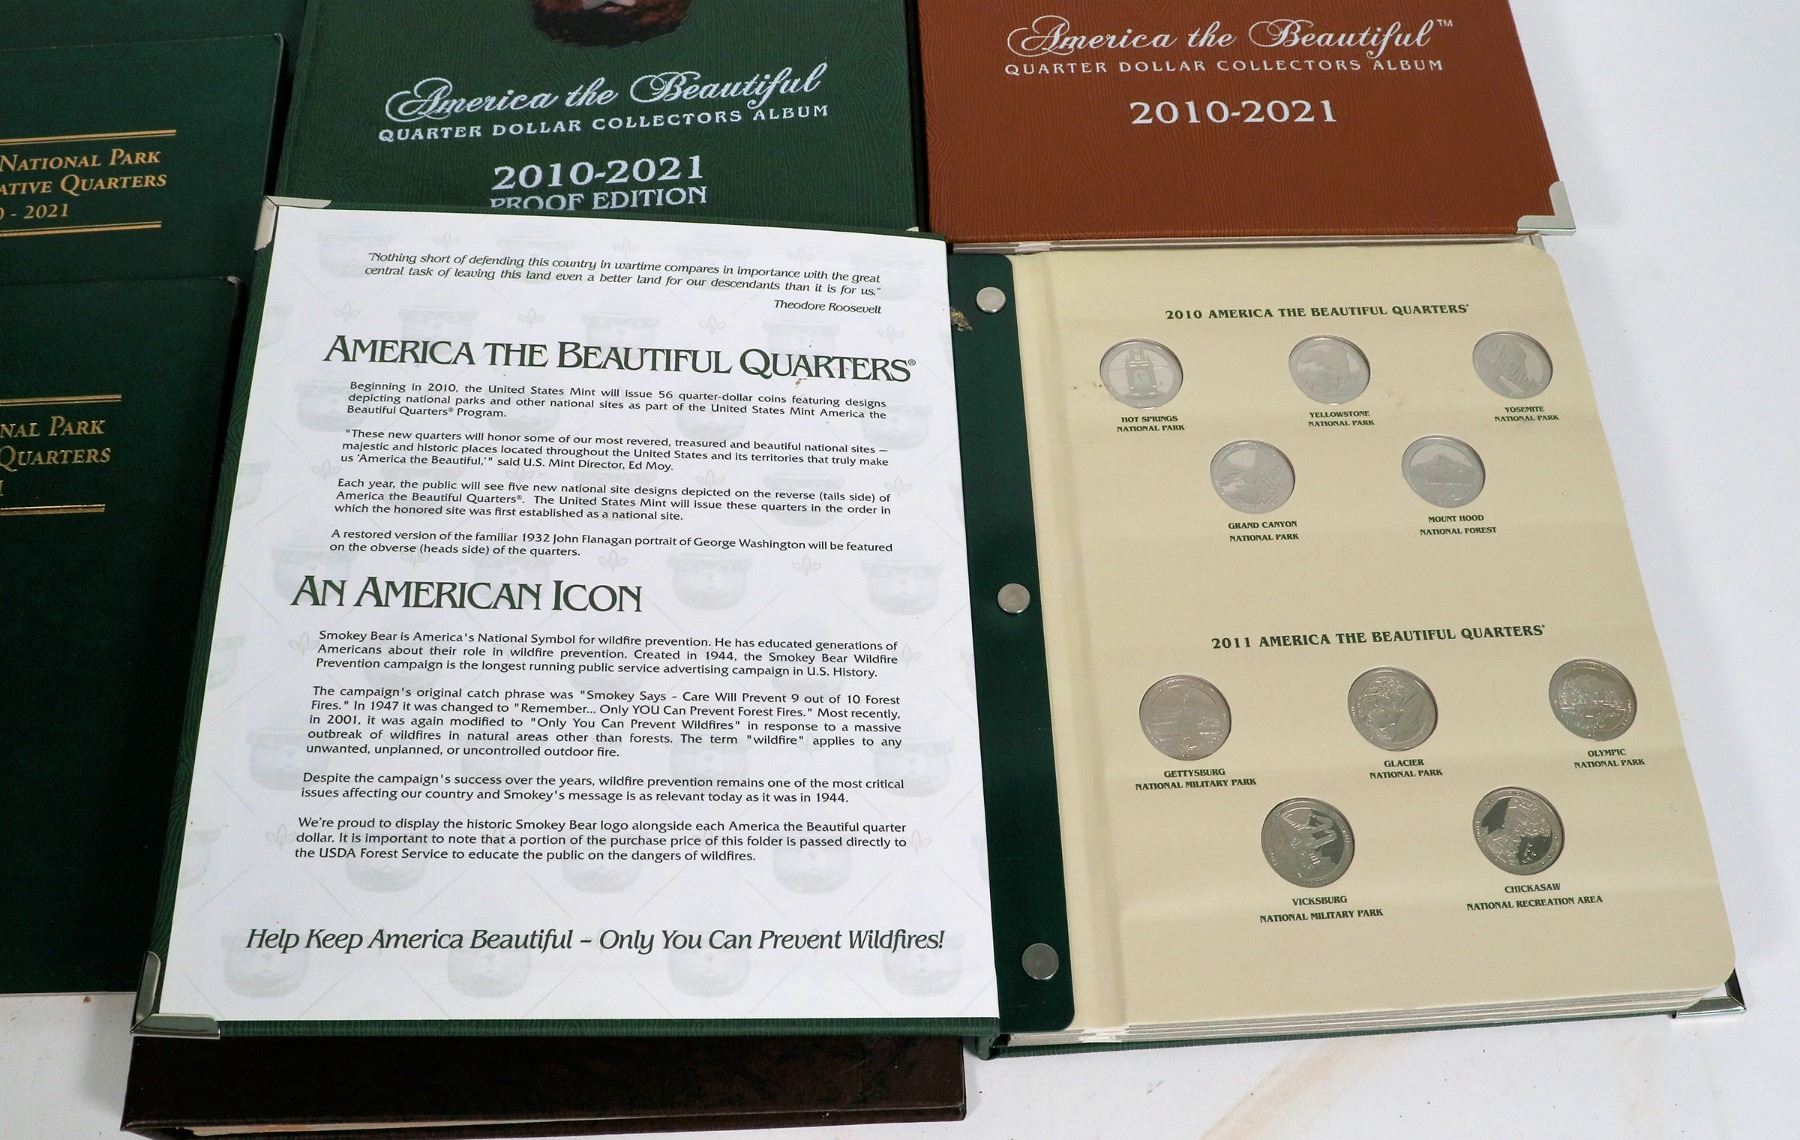 NATIONAL PARK
ATIVE QUARTERS
- 2021
NAL PARK
QUARTERS
America the Beautiful
QUARTER DOLLAR COLLECTORS ALBUM
2010-2021
PROOF EDITION
America the Beautiful™
QUARTER DOLLAR COLLECTORS ALBUM
2010-2021
"Nothing short of defending this country in wartime compares in importance with the great
central task of leaving this land even a better land for our descendants than it is for us."
Theodore Roosevelt
AMERICA THE BEAUTIFUL QUARTERS®
Beginning in 2010, the United States Mint will issue 56 quarter-dollar coins featuring designs
depicting national parks and other national sites as part of the United States Mint America the
Beautiful Quarters® Program.
"These new quarters will honor some of our most revered, treasured and beautiful national sites —
majestic and historic places located throughout the United States and its territories that truly make
us 'America the Beautiful,'" said U.S. Mint Director, Ed Moy.
Each year, the public will see five new national site designs depicted on the reverse (tails side) of
America the Beautiful Quarters®. The United States Mint will issue these quarters in the order in
which the honored site was first established as a national site.
A restored version of the familiar 1932 John Flanagan portrait of George Washington will be featured
on the obverse (heads side) of the quarters.
AN AMERICAN ICON
Smokey Bear is America's National Symbol for wildfire prevention. He has educated generations of
Americans about their role in wildfire prevention. Created in 1944, the Smokey Bear Wildfire
Prevention campaign is the longest running public service advertising campaign in U.S. History.
The campaign's original catch phrase was "Smokey Says - Care Will Prevent 9 out of 10 Forest
Fires." In 1947 it was changed to "Remember... Only YOU Can Prevent Forest Fires." Most recently,
in 2001, it was again modified to "Only You Can Prevent Wildfires" in response to a massive
outbreak of wildfires in natural areas other than forests. The term "wildfire" applies to any
unwanted, unplanned, or uncontrolled outdoor fire.
Despite the campaign's success over the years, wildfire prevention remains one of the most critical
issues affecting our country and Smokey's message is as relevant today as it was in 1944.
We're proud to display the historic Smokey Bear logo alongside each America the Beautiful quarter
dollar. It is important to note that a portion of the purchase price of this folder is passed directly to
the USDA Forest Service to educate the public on the dangers of wildfires.
Help Keep America Beautiful – Only You Can Prevent Wildfires!
2010 AMERICA THE BEAUTIFUL QUARTERS®
HOT SPRINGS
NATIONAL PARK
YELLOWSTONE
NATIONAL PARK
YOSEMITE
NATIONAL PARK
GRAND CANYON
NATIONAL PARK
MOUNT HOOD
NATIONAL FOREST
2011 AMERICA THE BEAUTIFUL QUARTERS®
GETTYSBURG
NATIONAL MILITARY PARK
GLACIER
NATIONAL PARK
OLYMPIC
NATIONAL PARK
VICKSBURG
NATIONAL MILITARY PARK
CHICKASAW
NATIONAL RECREATION AREA